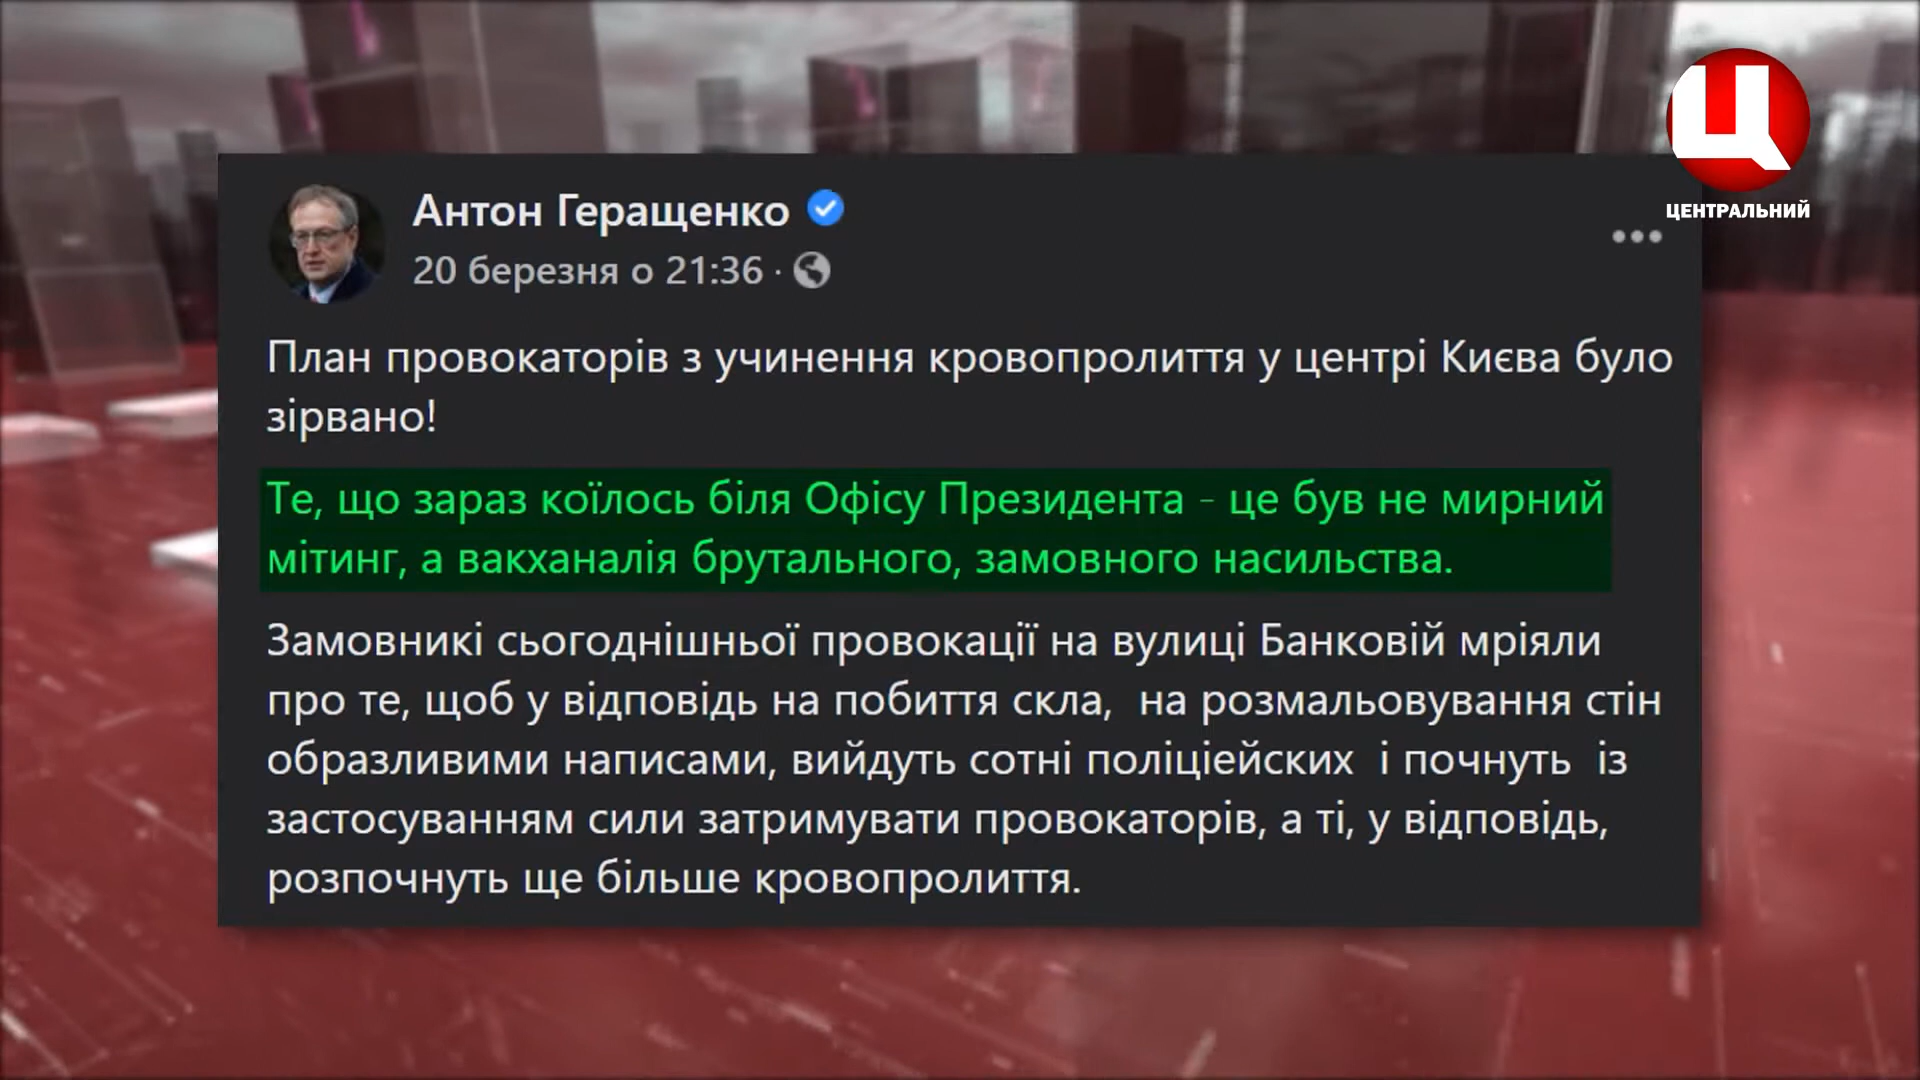 Ц
ЦЕНТРАЛЬНИЙ
Антон Геращенко
20 березня о 21:36 ·
План провокаторів з учинення кровопролиття у центрі Києва було
зірвано!
Те, що зараз коїлось біля Офісу Президента - це був не мирний
мітинг, а вакханалія брутального, замовного насильства.
Замовникі сьогоднішньої провокації на вулиці Банковій мріяли
про те, щоб у відповідь на побиття скла,  на розмальовування стін
образливими написами, вийдуть сотні поліціейских  і почнуть  із
застосуванням сили затримувати провокаторів, а ті, у відповідь,
розпочнуть ще більше кровопролиття.